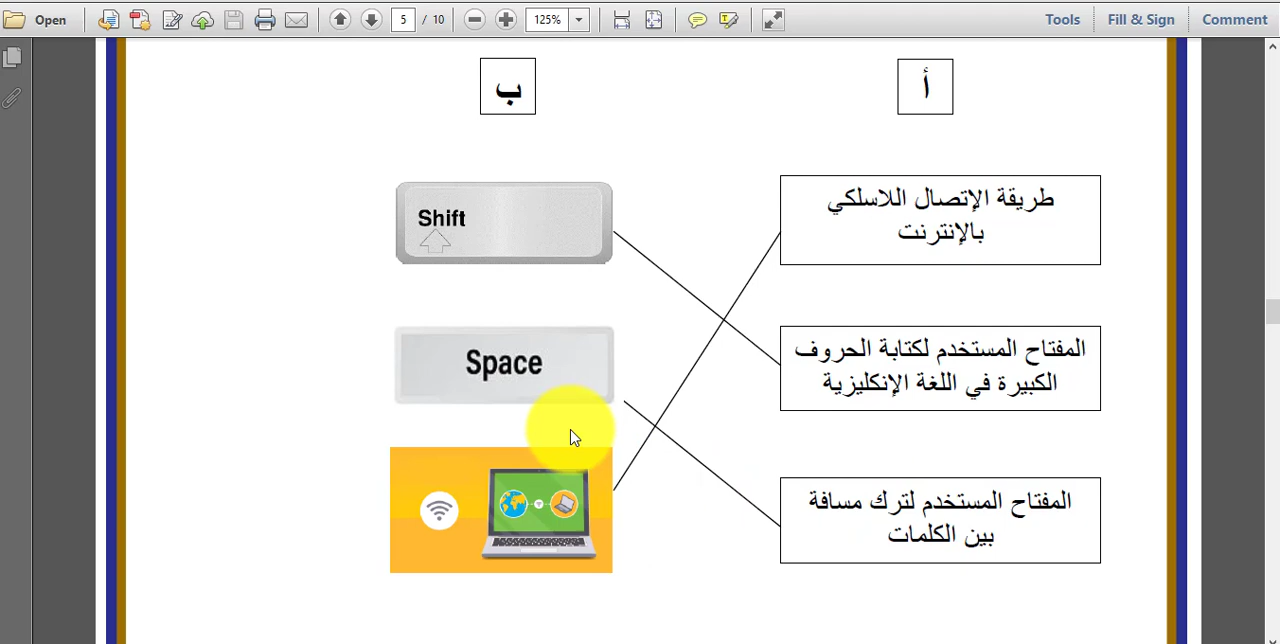 Open
5
/ 10
125%
Tools
Fill & Sign
Comment
أ
ب
طريقة الإتصال اللاسلكي
بالإنترنت
Shift
المفتاح المستخدم لكتابة الحروف
الكبيرة في اللغة الإنكليزية
Space
المفتاح المستخدم لترك مسافة
بين الكلمات